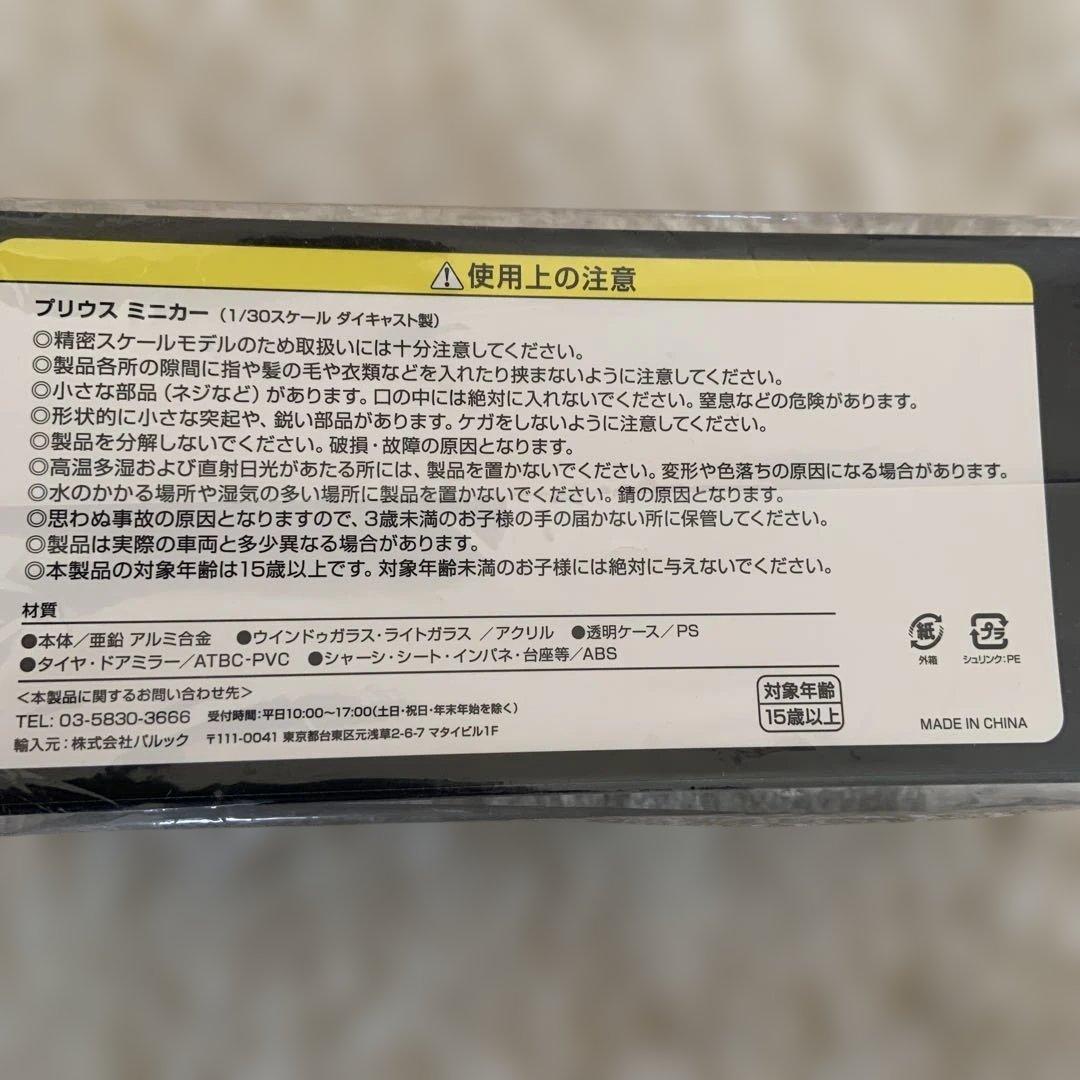 ⚠使用上の注意
プリウス ミニカー（1/30スケール ダイキャスト製）
◎精密スケールモデルのため取扱いには十分注意してください。
◎製品各所の隙間に指や髪の毛や衣類などを入れたり挟まないように注意してください。
◎小さな部品（ネジなど）があります。口の中には絶対に入れないでください。窒息などの危険があります。
◎形状的に小さな突起や、鋭い部品があります。ケガをしないように注意してください。
◎製品を分解しないでください。破損・故障の原因となります。
◎高温多湿および直射日光があたる所には、製品を置かないでください。変形や色落ちの原因になる場合があります。
◎水のかかる場所や湿気の多い場所に製品を置かないでください。錆の原因となります。
◎思わぬ事故の原因となりますので、3歳未満のお子様の手の届かない所に保管してください。
◎製品は実際の車両と多少異なる場合があります。
◎本製品の対象年齢は15歳以上です。対象年齢未満のお子様には絶対に与えないでください。
材質
●本体／亜鉛 アルミ合金 ●ウインドゥガラス・ライトガラス ／アクリル ●透明ケース／PS
●タイヤ・ドアミラー／ATBC-PVC ●シャーシ・シート・インパネ・台座等／ABS
紙 プラ
外箱 シュリンク:PE
＜本製品に関するお問い合わせ先＞
TEL: 03-5830-3666 受付時間：平日10:00〜17:00（土日・祝日・年末年始を除く）
輸入元：株式会社バルック 〒111-0041 東京都台東区元浅草2-6-7 マタイビル1F
対象年齢
15歳以上
MADE IN CHINA